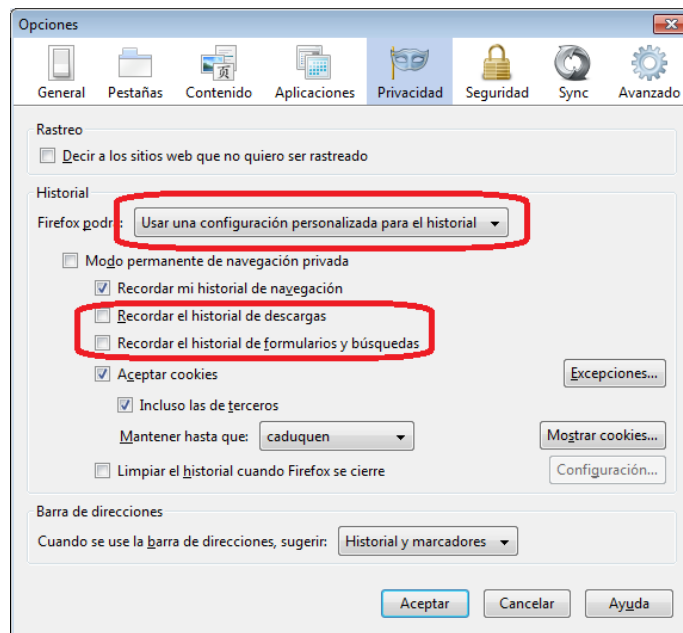 Opciones
General Pestañas Contenido Aplicaciones Privacidad Seguridad Sync Avanzado
Rastreo
Decir a los sitios web que no quiero ser rastreado
Historial
Firefox podrá: Usar una configuración personalizada para el historial
Modo permanente de navegación privada
Recordar mi historial de navegación
Recordar el historial de descargas
Recordar el historial de formularios y búsquedas
Aceptar cookies Excepciones...
Incluso las de terceros
Mantener hasta que: caduquen Mostrar cookies...
Limpiar el historial cuando Firefox se cierre Configuración...
Barra de direcciones
Cuando se use la barra de direcciones, sugerir: Historial y marcadores
Aceptar Cancelar Ayuda